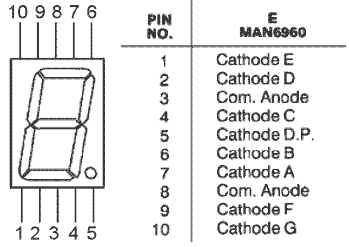 10 9 8 7 6
1 2 3 4 5
PIN NO. E MAN6960
1 Cathode E
2 Cathode D
3 Com. Anode
4 Cathode C
5 Cathode D.P.
6 Cathode B
7 Cathode A
8 Com. Anode
9 Cathode F
10 Cathode G